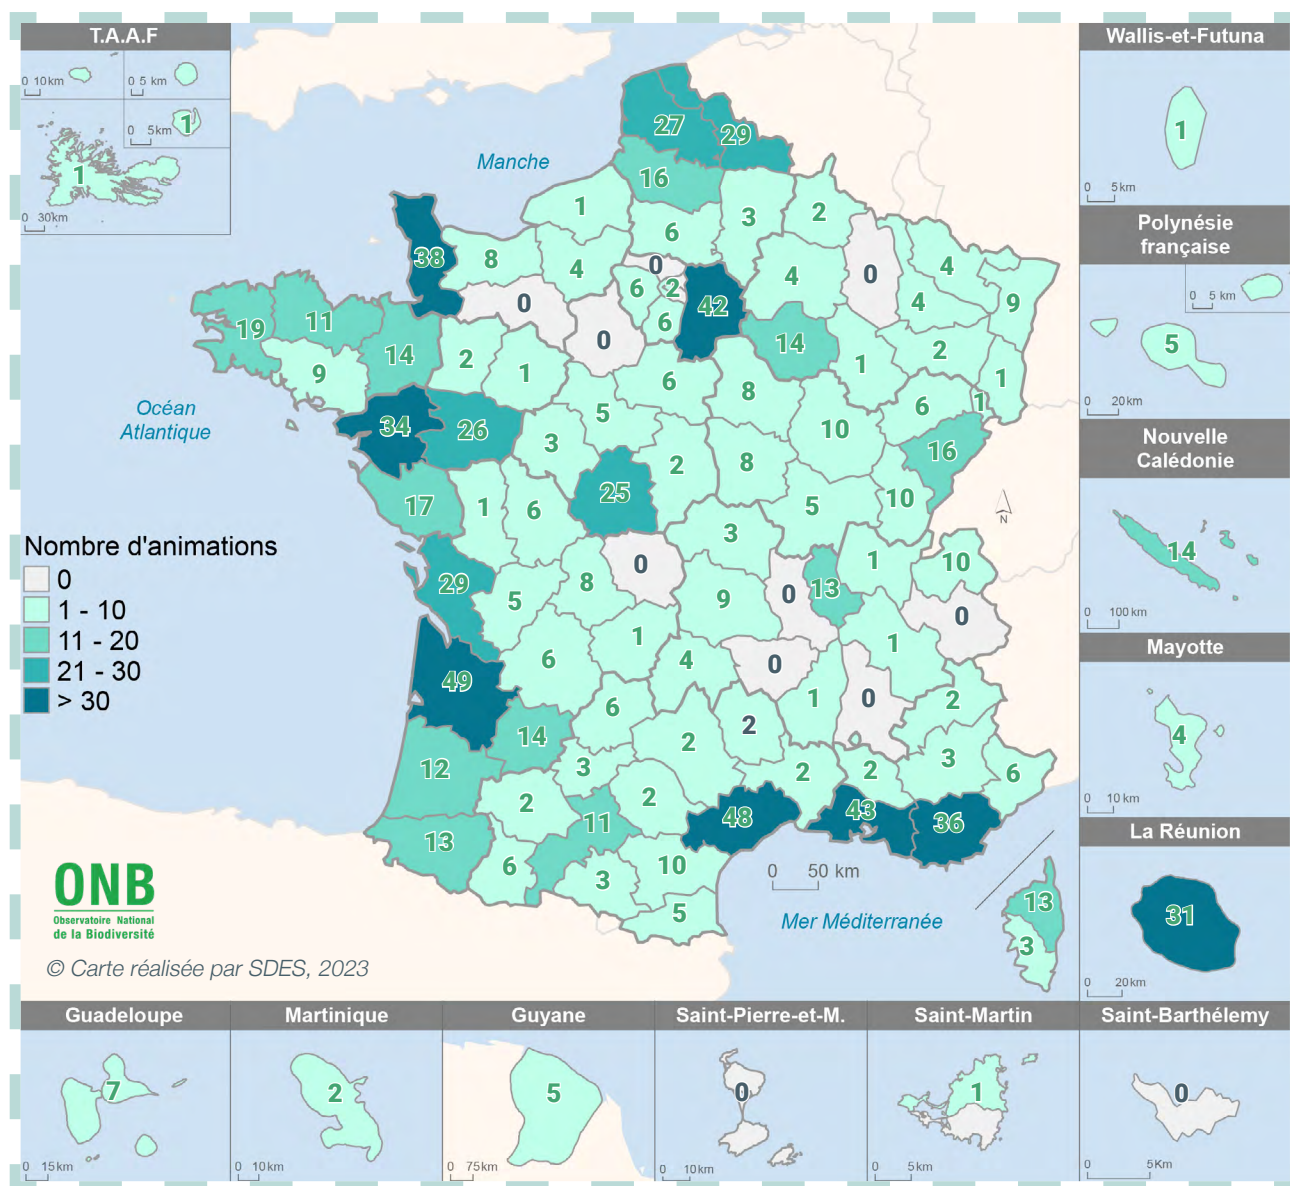 T.A.A.F
0 10km
0 5 km
1
0 5km
1
0 30km
Manche
Océan
Atlantique
Mer Méditerranée
Nombre d'animations
0
1 - 10
11 - 20
21 - 30
> 30
27
29
16
1
6
3
2
38
8
4
0
6
2
42
4
0
4
4
9
0
6
0
19
11
14
9
2
1
6
14
1
2
1
1
8
5
6
34
26
3
10
16
25
2
8
17
1
6
5
10
3
0
1
10
29
5
8
9
0
13
0
1
6
4
0
1
49
1
0
2
6
2
2
14
12
3
2
2
2
3
6
2
11
48
43
36
13
6
3
10
5
0 50 km
N
13
3
ONB
Observatoire National
de la Biodiversité
© Carte réalisée par SDES, 2023
Wallis-et-Futuna
1
0 5km
Polynésie
française
0 5 km
5
0 20km
Nouvelle
Calédonie
14
0 100km
Mayotte
4
0 10km
La Réunion
31
0 20km
Guadeloupe
7
0 15km
Martinique
2
0 10km
Guyane
5
0 75km
Saint-Pierre-et-M.
0
0 10km
Saint-Martin
1
0 5km
Saint-Barthélemy
0
0 5Km